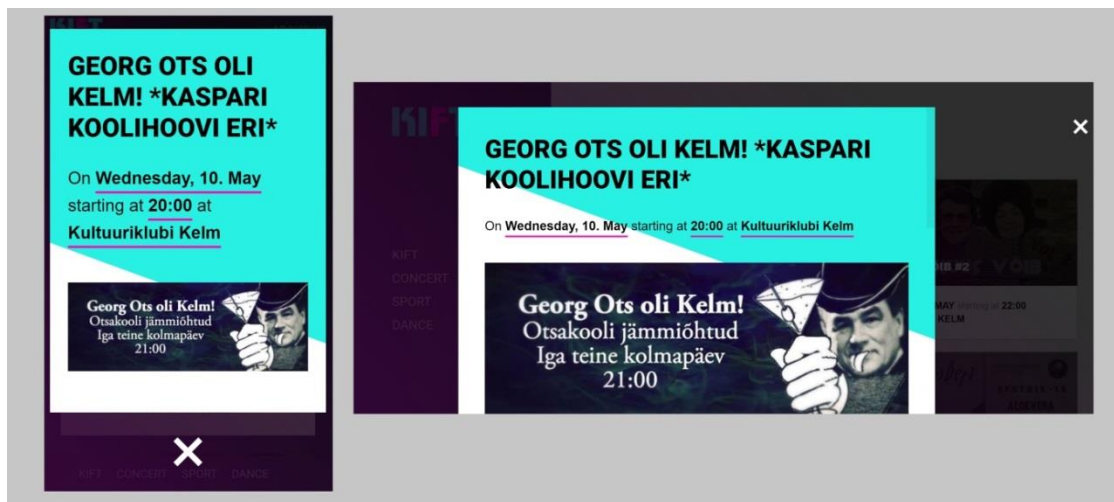 KIFT
GEORG OTS OLI
KELM! *KASPARI
KOOLIHOOVI ERI*
On Wednesday, 10. May
starting at 20:00 at
Kultuuriklubi Kelm
Georg Ots oli Kelm!
Otsakooli jämmiõhtud
Iga teine kolmapäev
21:00
KIFT CONCERT SPORT DANCE
KIFT
GEORG OTS OLI KELM! *KASPARI
KOOLIHOOVI ERI*
On Wednesday, 10. May starting at 20:00 at Kultuuriklubi Kelm
Georg Ots oli Kelm!
Otsakooli jämmiõhtud
Iga teine kolmapäev
21:00
KIFT
CONCERT
SPORT
DANCE
#2
VÕIB
MAY starting at 22:00
KELM